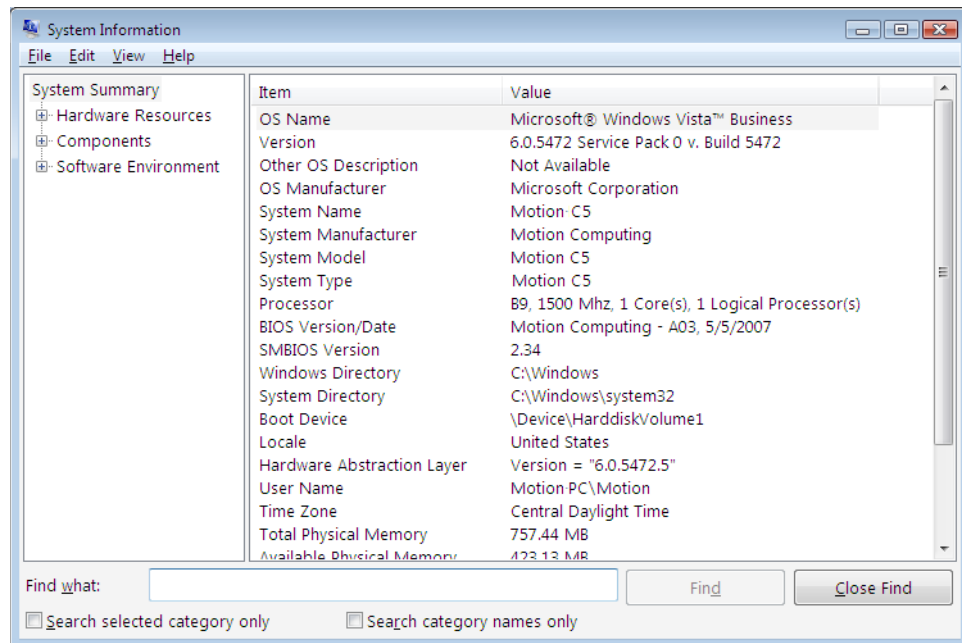 System Information
File Edit View Help
System Summary
Hardware Resources
Components
Software Environment
Item Value
OS Name Microsoft® Windows Vista™ Business
Version 6.0.5472 Service Pack 0 v. Build 5472
Other OS Description Not Available
OS Manufacturer Microsoft Corporation
System Name Motion-C5
System Manufacturer Motion Computing
System Model Motion C5
System Type Motion C5
Processor B9, 1500 Mhz, 1 Core(s), 1 Logical Processor(s)
BIOS Version/Date Motion Computing - A03, 5/5/2007
SMBIOS Version 2.34
Windows Directory C:\Windows
System Directory C:\Windows\system32
Boot Device \Device\HarddiskVolume1
Locale United States
Hardware Abstraction Layer Version = "6.0.5472.5"
User Name Motion-PC\Motion
Time Zone Central Daylight Time
Total Physical Memory 757.44 MB
Available Physical Memory 423.13 MB
Find what: Find Close Find
Search selected category only Search category names only